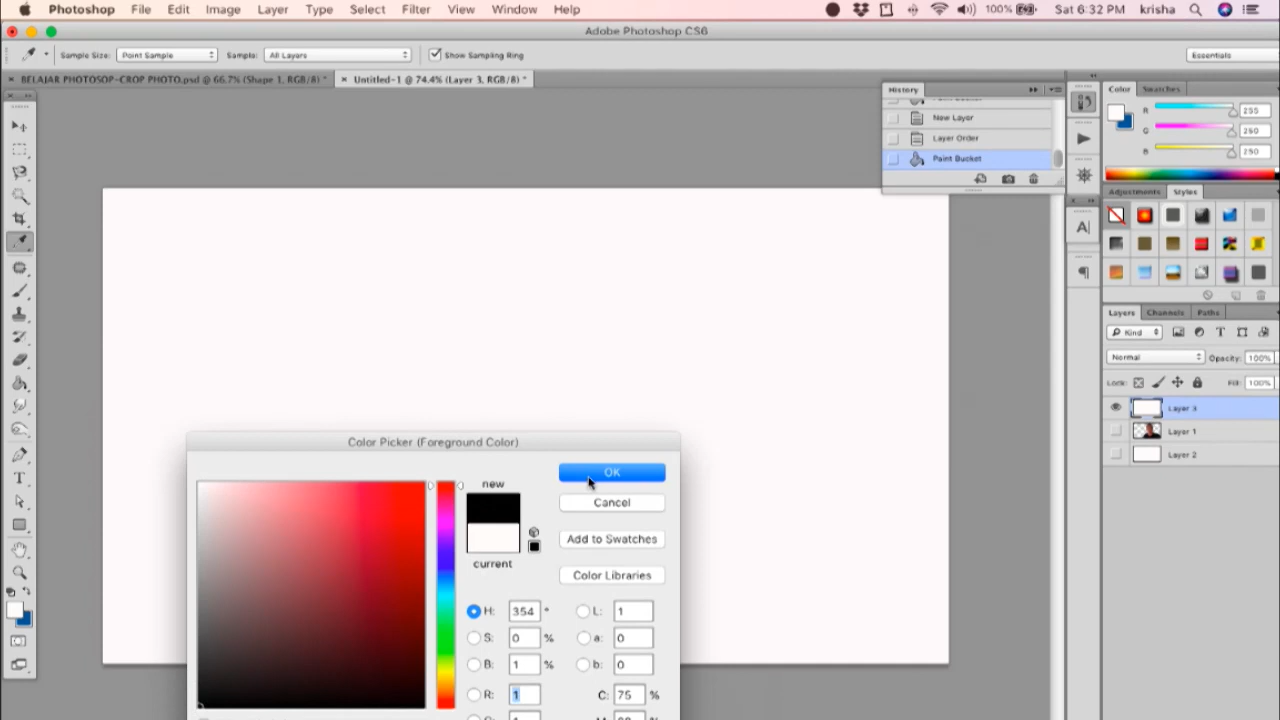 Photoshop File Edit Image Layer Type Select Filter View Window Help 100% Sat 6:32 PM krisha
Adobe Photoshop CS6
Sample Size: Point Sample Sample: All Layers Show Sampling Ring Essentials
BELAJAR PHOTOSOP-CROP PHOTO.psd @ 66.7% (Shape 1, RGB/8) * Untitled-1 @ 74.4% (Layer 3, RGB/8) *
History
New Layer
Layer Order
Paint Bucket
Color Swatches
R 255
G 250
B 250
Adjustments Styles
Layers Channels Paths
Kind
Normal Opacity: 100%
Lock: Fill: 100%
Layer 3
Layer 1
Layer 2
Color Picker (Foreground Color)
new
current
OK
Cancel
Add to Swatches
Color Libraries
H: 354 ° L: 1
S: 0 % a: 0
B: 1 % b: 0
R: 1 C: 75 %